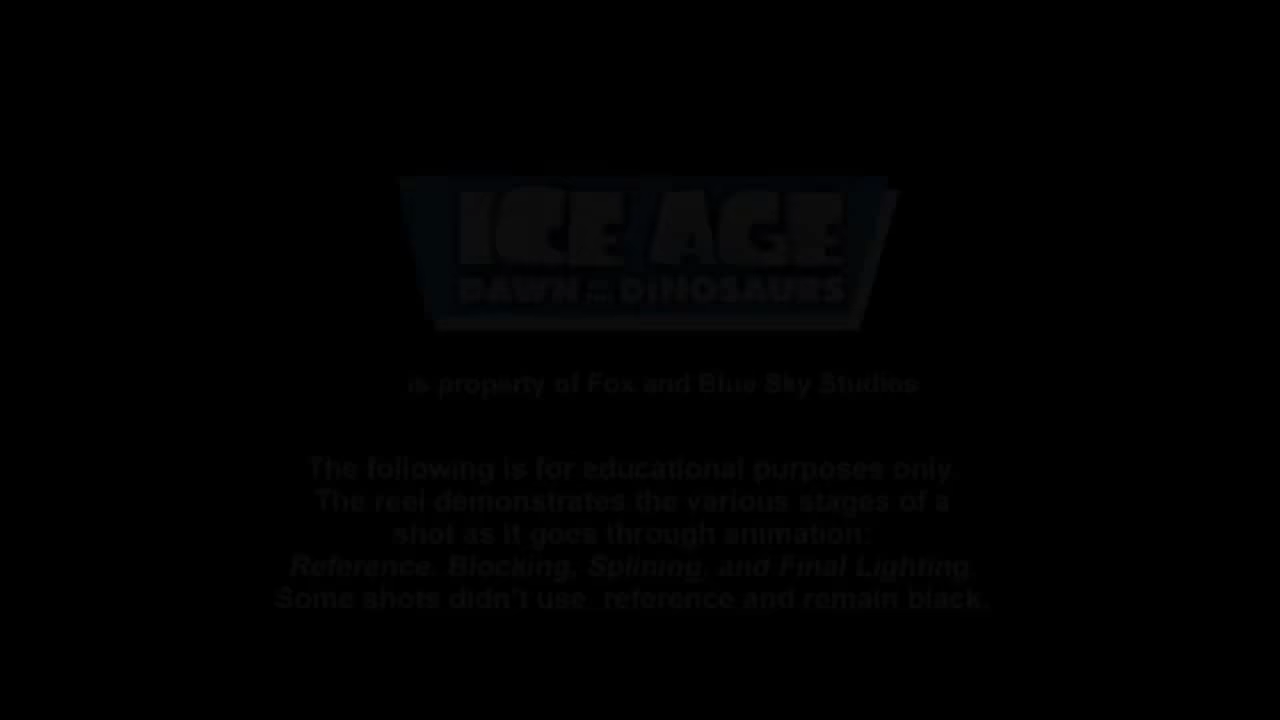 ICE AGE
DAWN OF THE DINOSAURS
is property of Fox and Blue Sky Studios
The following is for educational purposes only.
The reel demonstrates the various stages of a
shot as it goes through animation:
Reference, Blocking, Splining, and Final Lighting
Some shots didn't use reference and remain black.